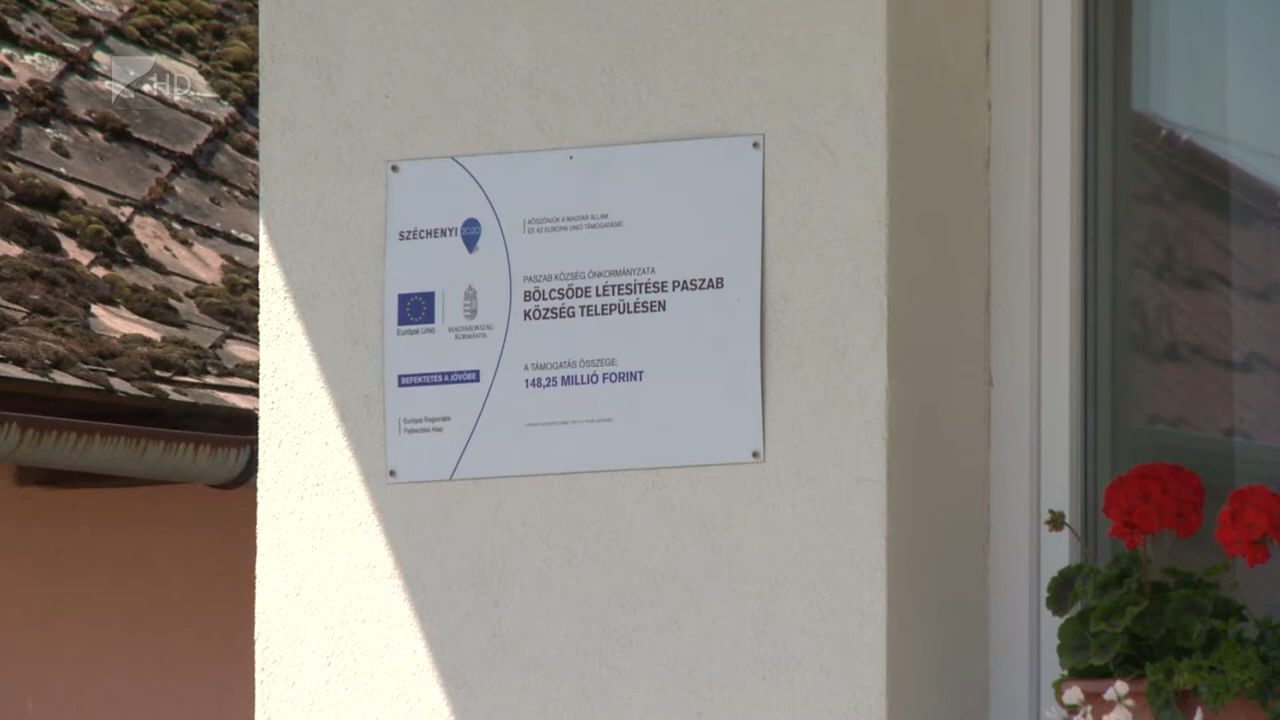 HD
SZÉCHENYI 2020
KÖSZÖNJÜK A MAGYAR ÁLLAM
ÉS AZ EURÓPAI UNIÓ TÁMOGATÁSÁT.
Európai Unió
MAGYARORSZÁG
KORMÁNYA
BEFEKTETÉS A JÖVŐBE
Európai Regionális
Fejlesztési Alap
PASZAB KÖZSÉG ÖNKORMÁNYZATA
BÖLCSŐDE LÉTESÍTÉSE PASZAB
KÖZSÉG TELEPÜLÉSEN
A TÁMOGATÁS ÖSSZEGE:
148,25 MILLIÓ FORINT